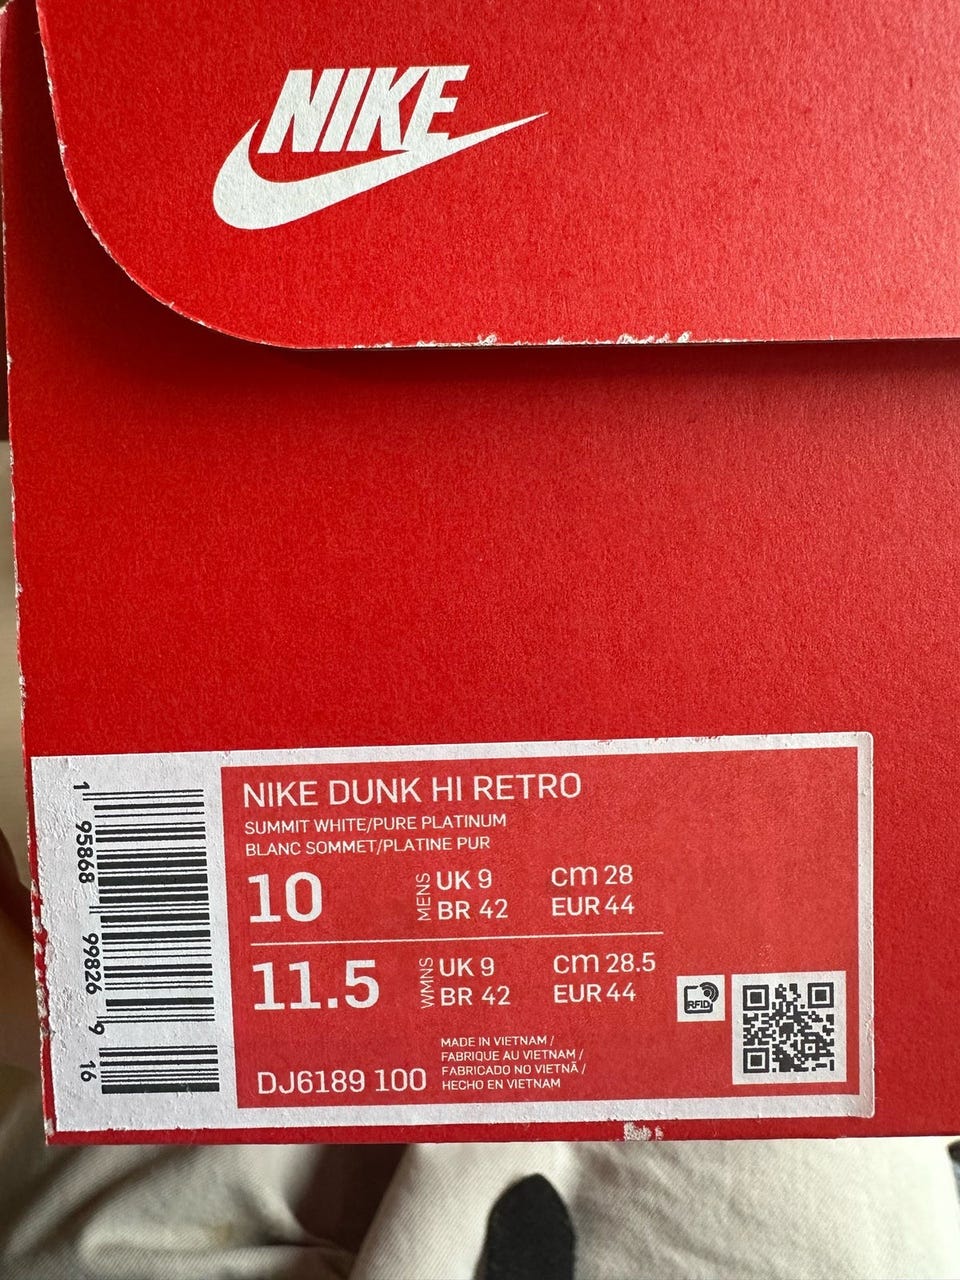 NIKE
NIKE DUNK HI RETRO
SUMMIT WHITE/PURE PLATINUM
BLANC SOMMET/PLATINE PUR
10 MENS UK 9 cm 28
BR 42 EUR 44
11.5 WMNS UK 9 cm 28.5
BR 42 EUR 44
MADE IN VIETNAM /
FABRIQUE AU VIETNAM /
FABRICADO NO VIETNÃ /
HECHO EN VIETNAM
DJ6189 100
RFID
1 95868 99826 9 16